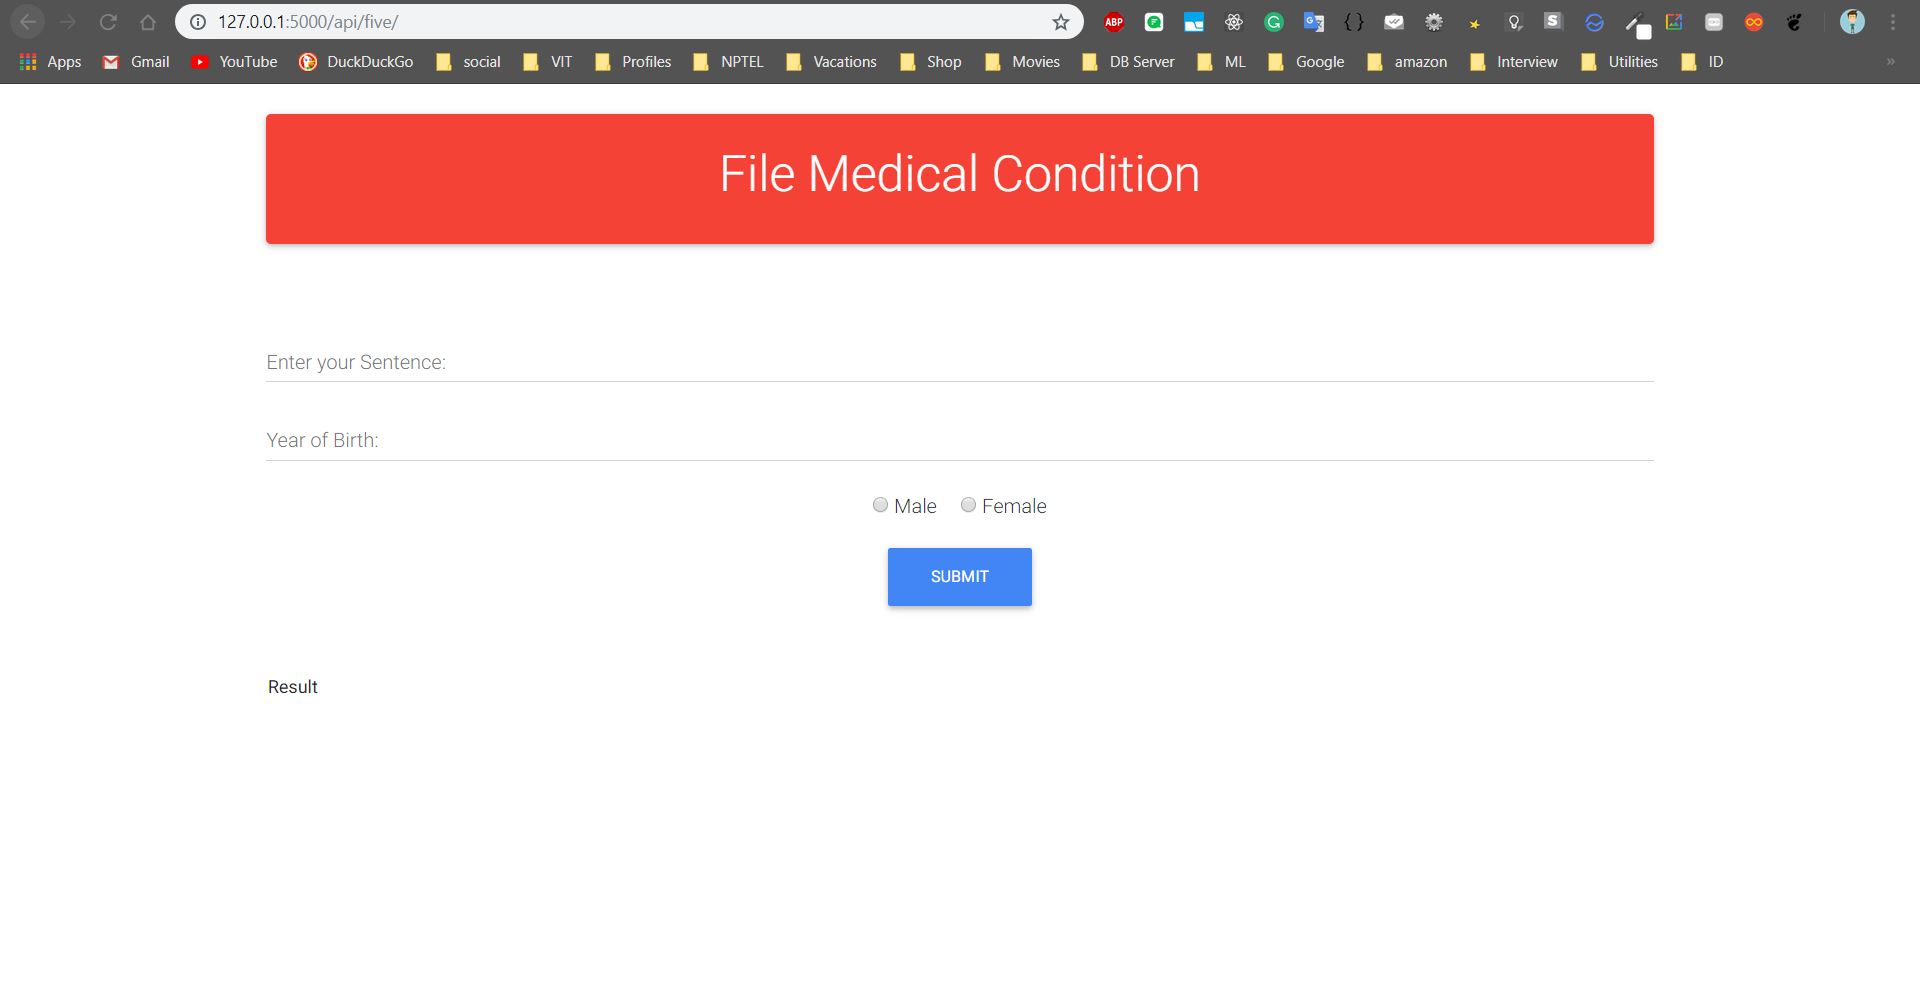 127.0.0.1:5000/api/five/
ABP
Apps Gmail YouTube DuckDuckGo social VIT Profiles NPTEL Vacations Shop Movies DB Server ML Google amazon Interview Utilities ID »
File Medical Condition
Enter your Sentence:
Year of Birth:
Male Female
SUBMIT
Result